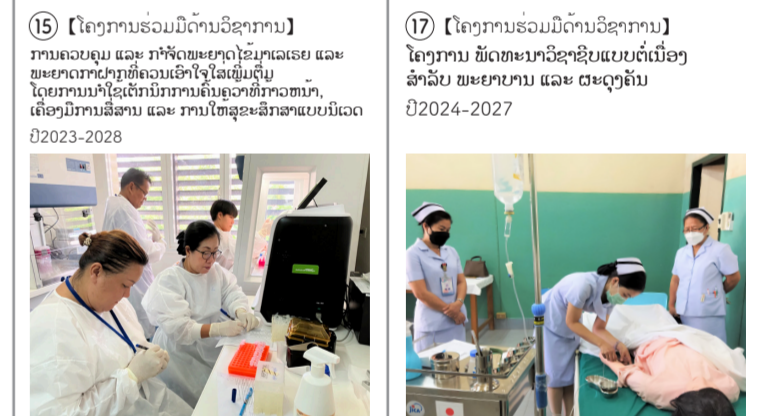 15 【ໂຄງການຮ່ວມມືດ້ານວິຊາການ】
ການຄວບຄຸມ ແລະ ກຳຈັດພະຍາດໄຂ້ມາເລເຣຍ ແລະ
ພະຍາດກາຝາກທີ່ຄວນເອົາໃຈໃສ່ເພີ່ມຕື່ມ
ໂດຍການນຳໃຊ້ເຕັກນິກການຄົ້ນຄວ້າທີ່ກ້າວຫນ້າ,
ເຄື່ອງມືການສື່ສານ ແລະ ການໃຫ້ສຸຂະສຶກສາແບບນິເວດ
ປີ2023-2028
17 【ໂຄງການຮ່ວມມືດ້ານວິຊາການ】
ໂຄງການ ພັດທະນາວິຊາຊີບແບບຕໍ່ເນື່ອງ
ສຳລັບ ພະຍາບານ ແລະ ຜະດຸງຄັນ
ປີ2024-2027